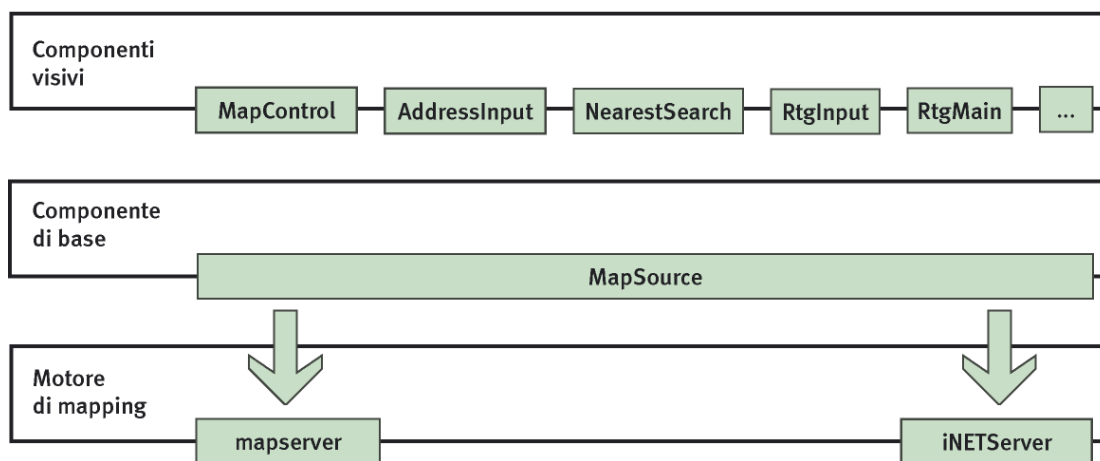 Componenti
visivi
MapControl
AddressInput
NearestSearch
RtgInput
RtgMain
...
Componente
di base
MapSource
Motore
di mapping
mapserver
iNETServer